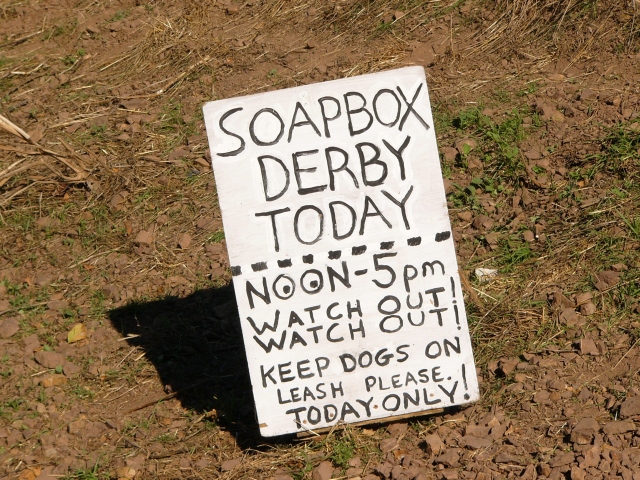 SOAPBOX
DERBY
TODAY
NOON-5pm
WATCH OUT!
WATCH OUT!
KEEP DOGS ON
LEASH PLEASE.
TODAY·ONLY!